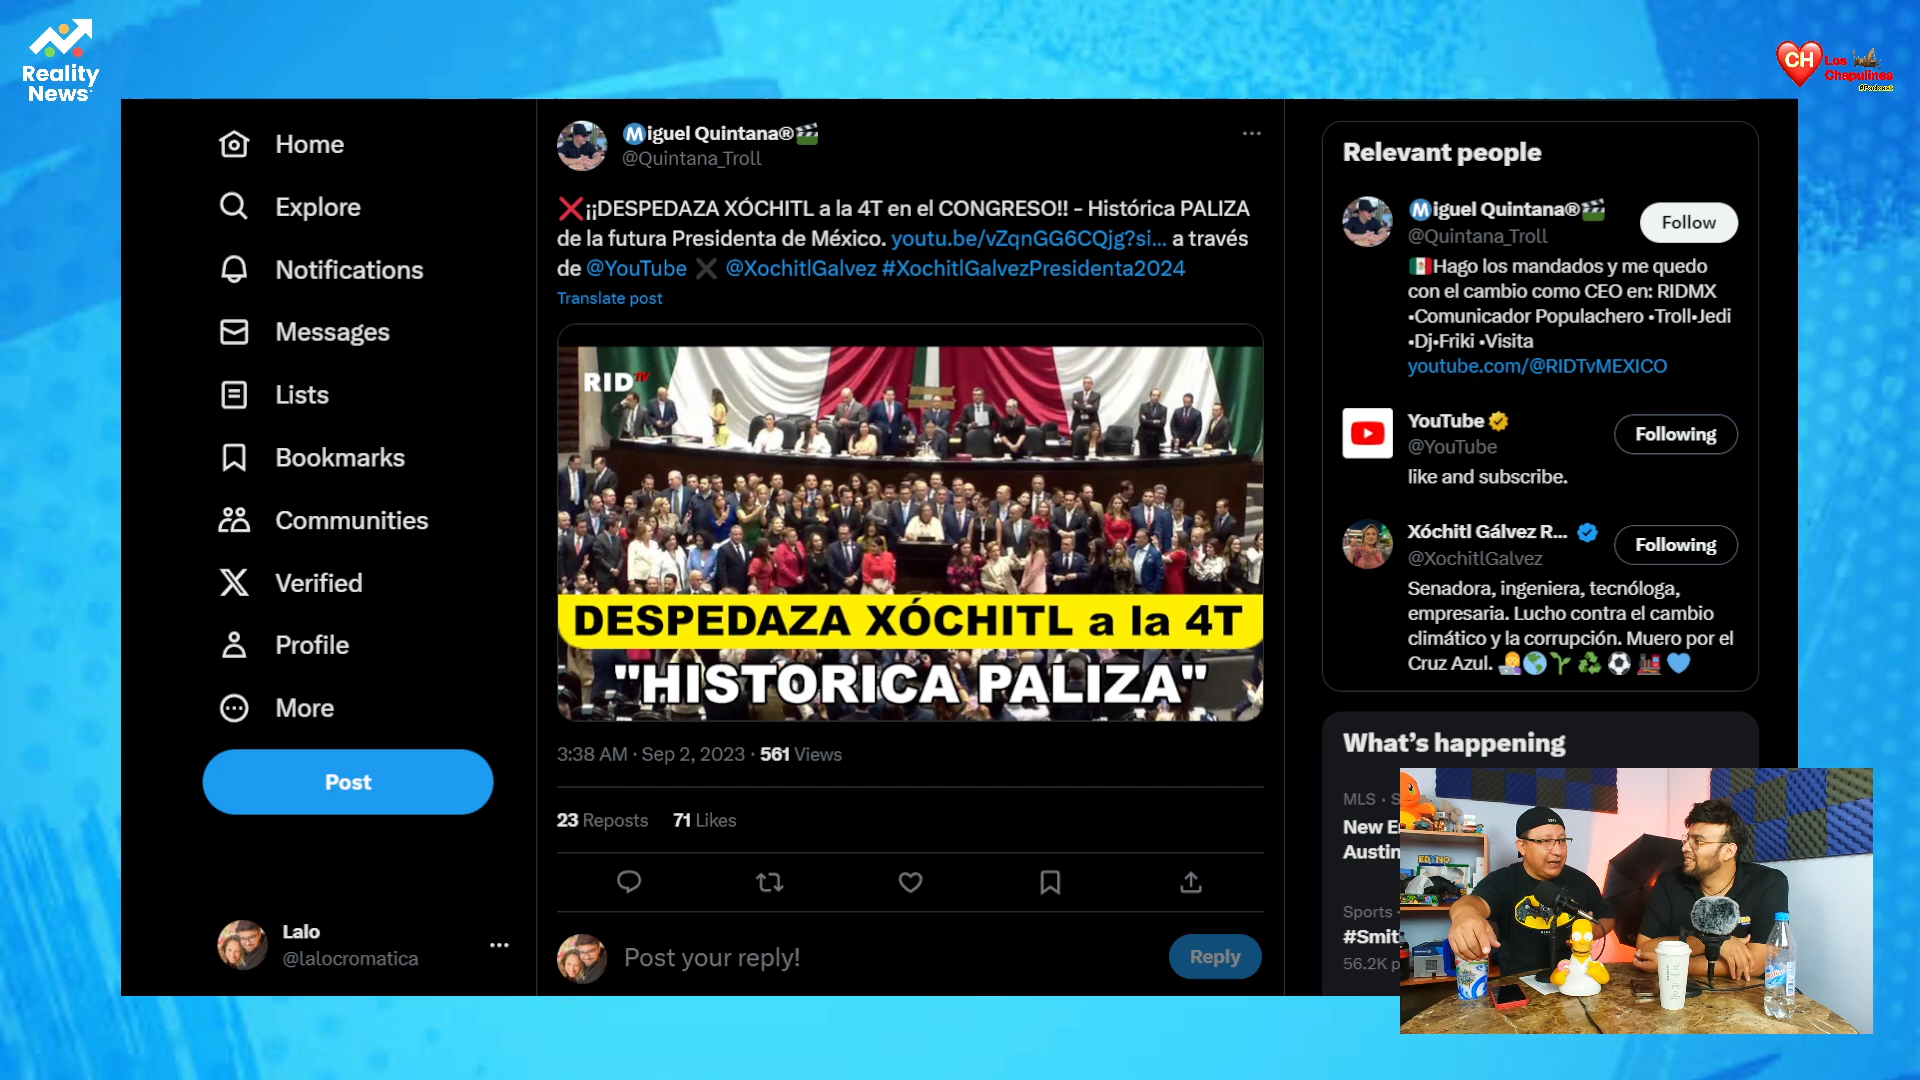 Reality
News
CH
Los
Chapulines
#Podcast
Home
Explore
Notifications
Messages
Lists
Bookmarks
Communities
Verified
Profile
More
Post
Lalo
@lalocromatica
Miguel Quintana®
@Quintana_Troll
¡¡DESPEDAZA XÓCHITL a la 4T en el CONGRESO!! - Histórica PALIZA
de la futura Presidenta de México. youtu.be/vZqnGG6CQjg?si... a través
de @YouTube @XochitlGalvez #XochitlGalvezPresidenta2024
Translate post
RID TV
DESPEDAZA XÓCHITL a la 4T
"HISTORICA PALIZA"
3:38 AM · Sep 2, 2023 · 561 Views
23 Reposts 71 Likes
Post your reply!
Reply
Relevant people
Miguel Quintana®
@Quintana_Troll
Follow
Hago los mandados y me quedo
con el cambio como CEO en: RIDMX
•Comunicador Populachero •Troll•Jedi
•Dj•Friki •Visita
youtube.com/@RIDTvMEXICO
YouTube
@YouTube
Following
like and subscribe.
Xóchitl Gálvez R...
@XochitlGalvez
Following
Senadora, ingeniera, tecnóloga,
empresaria. Lucho contra el cambio
climático y la corrupción. Muero por el
Cruz Azul.
What's happening
MLS · S
New E
Austin
Sports ·
#Smit
56.2K p